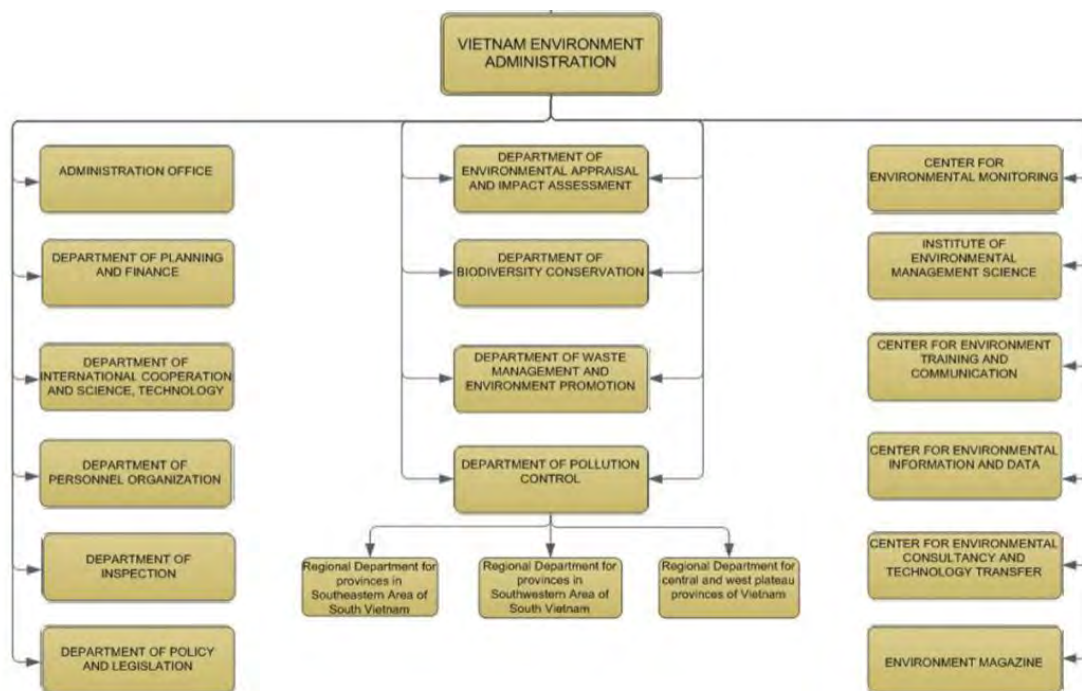 VIETNAM ENVIRONMENT
ADMINISTRATION
ADMINISTRATION OFFICE
DEPARTMENT OF PLANNING
AND FINANCE
DEPARTMENT OF
INTERNATIONAL COOPERATION
AND SCIENCE, TECHNOLOGY
DEPARTMENT OF
PERSONNEL ORGANIZATION
DEPARTMENT OF
INSPECTION
DEPARTMENT OF POLICY
AND LEGISLATION
DEPARTMENT OF
ENVIRONMENTAL APPRAISAL
AND IMPACT ASSESSMENT
DEPARTMENT OF
BIODIVERSITY CONSERVATION
DEPARTMENT OF WASTE
MANAGEMENT AND
ENVIRONMENT PROMOTION
DEPARTMENT OF POLLUTION
CONTROL
Regional Department for
provinces in
Southeastern Area of
South Vietnam
Regional Department for
provinces in
Southwestern Area of
South Vietnam
Regional Department for
central and west plateau
provinces of Vietnam
CENTER FOR
ENVIRONMENTAL MONITORING
INSTITUTE OF
ENVIRONMENTAL
MANAGEMENT SCIENCE
CENTER FOR ENVIRONMENT
TRAINING AND
COMMUNICATION
CENTER FOR ENVIRONMENTAL
INFORMATION AND DATA
CENTER FOR ENVIRONMENTAL
CONSULTANCY AND
TECHNOLOGY TRANSFER
ENVIRONMENT MAGAZINE